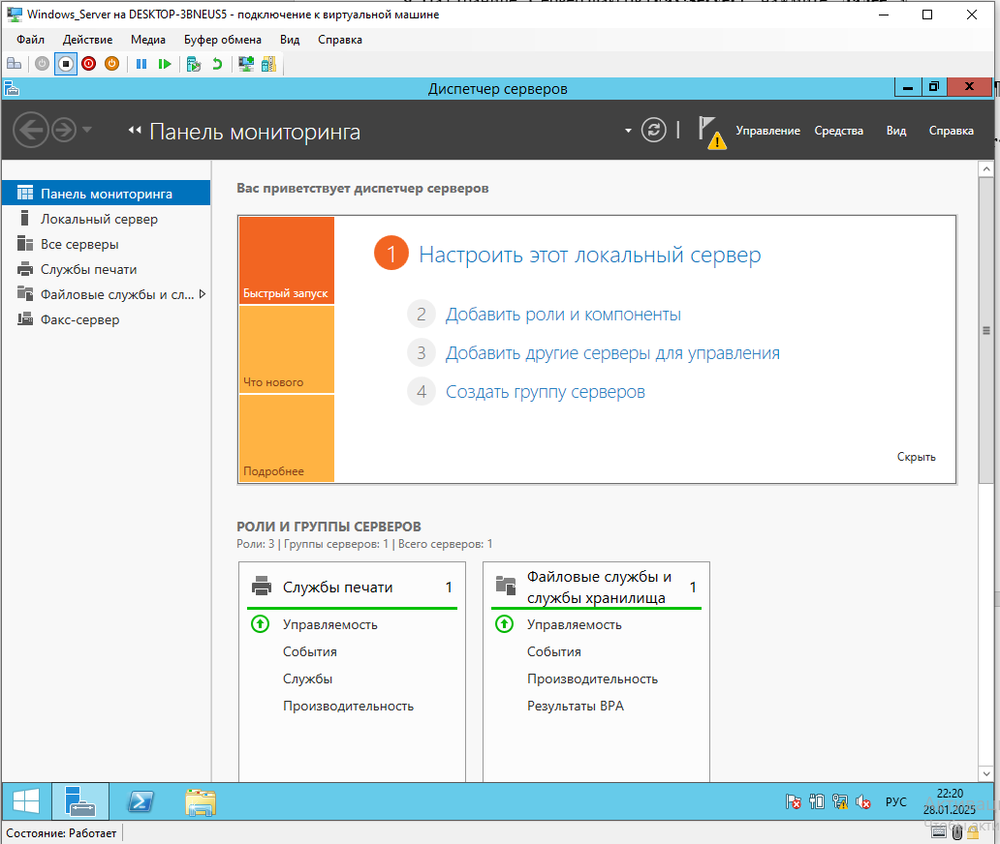 Windows_Server на DESKTOP-3BNEUS5 - подключение к виртуальной машине
Файл Действие Медиа Буфер обмена Вид Справка
Диспетчер серверов
Панель мониторинга
Управление Средства Вид Справка
Панель мониторинга
Локальный сервер
Все серверы
Службы печати
Файловые службы и сл...
Факс-сервер
Вас приветствует диспетчер серверов
Быстрый запуск
Что нового
Подробнее
1 Настроить этот локальный сервер
2 Добавить роли и компоненты
3 Добавить другие серверы для управления
4 Создать группу серверов
Скрыть
РОЛИ И ГРУППЫ СЕРВЕРОВ
Роли: 3 | Группы серверов: 1 | Всего серверов: 1
Службы печати 1
Управляемость
События
Службы
Производительность
Файловые службы и
службы хранилища 1
Управляемость
События
Производительность
Результаты BPA
РУС
22:20
28.01.2025
Состояние: Работает